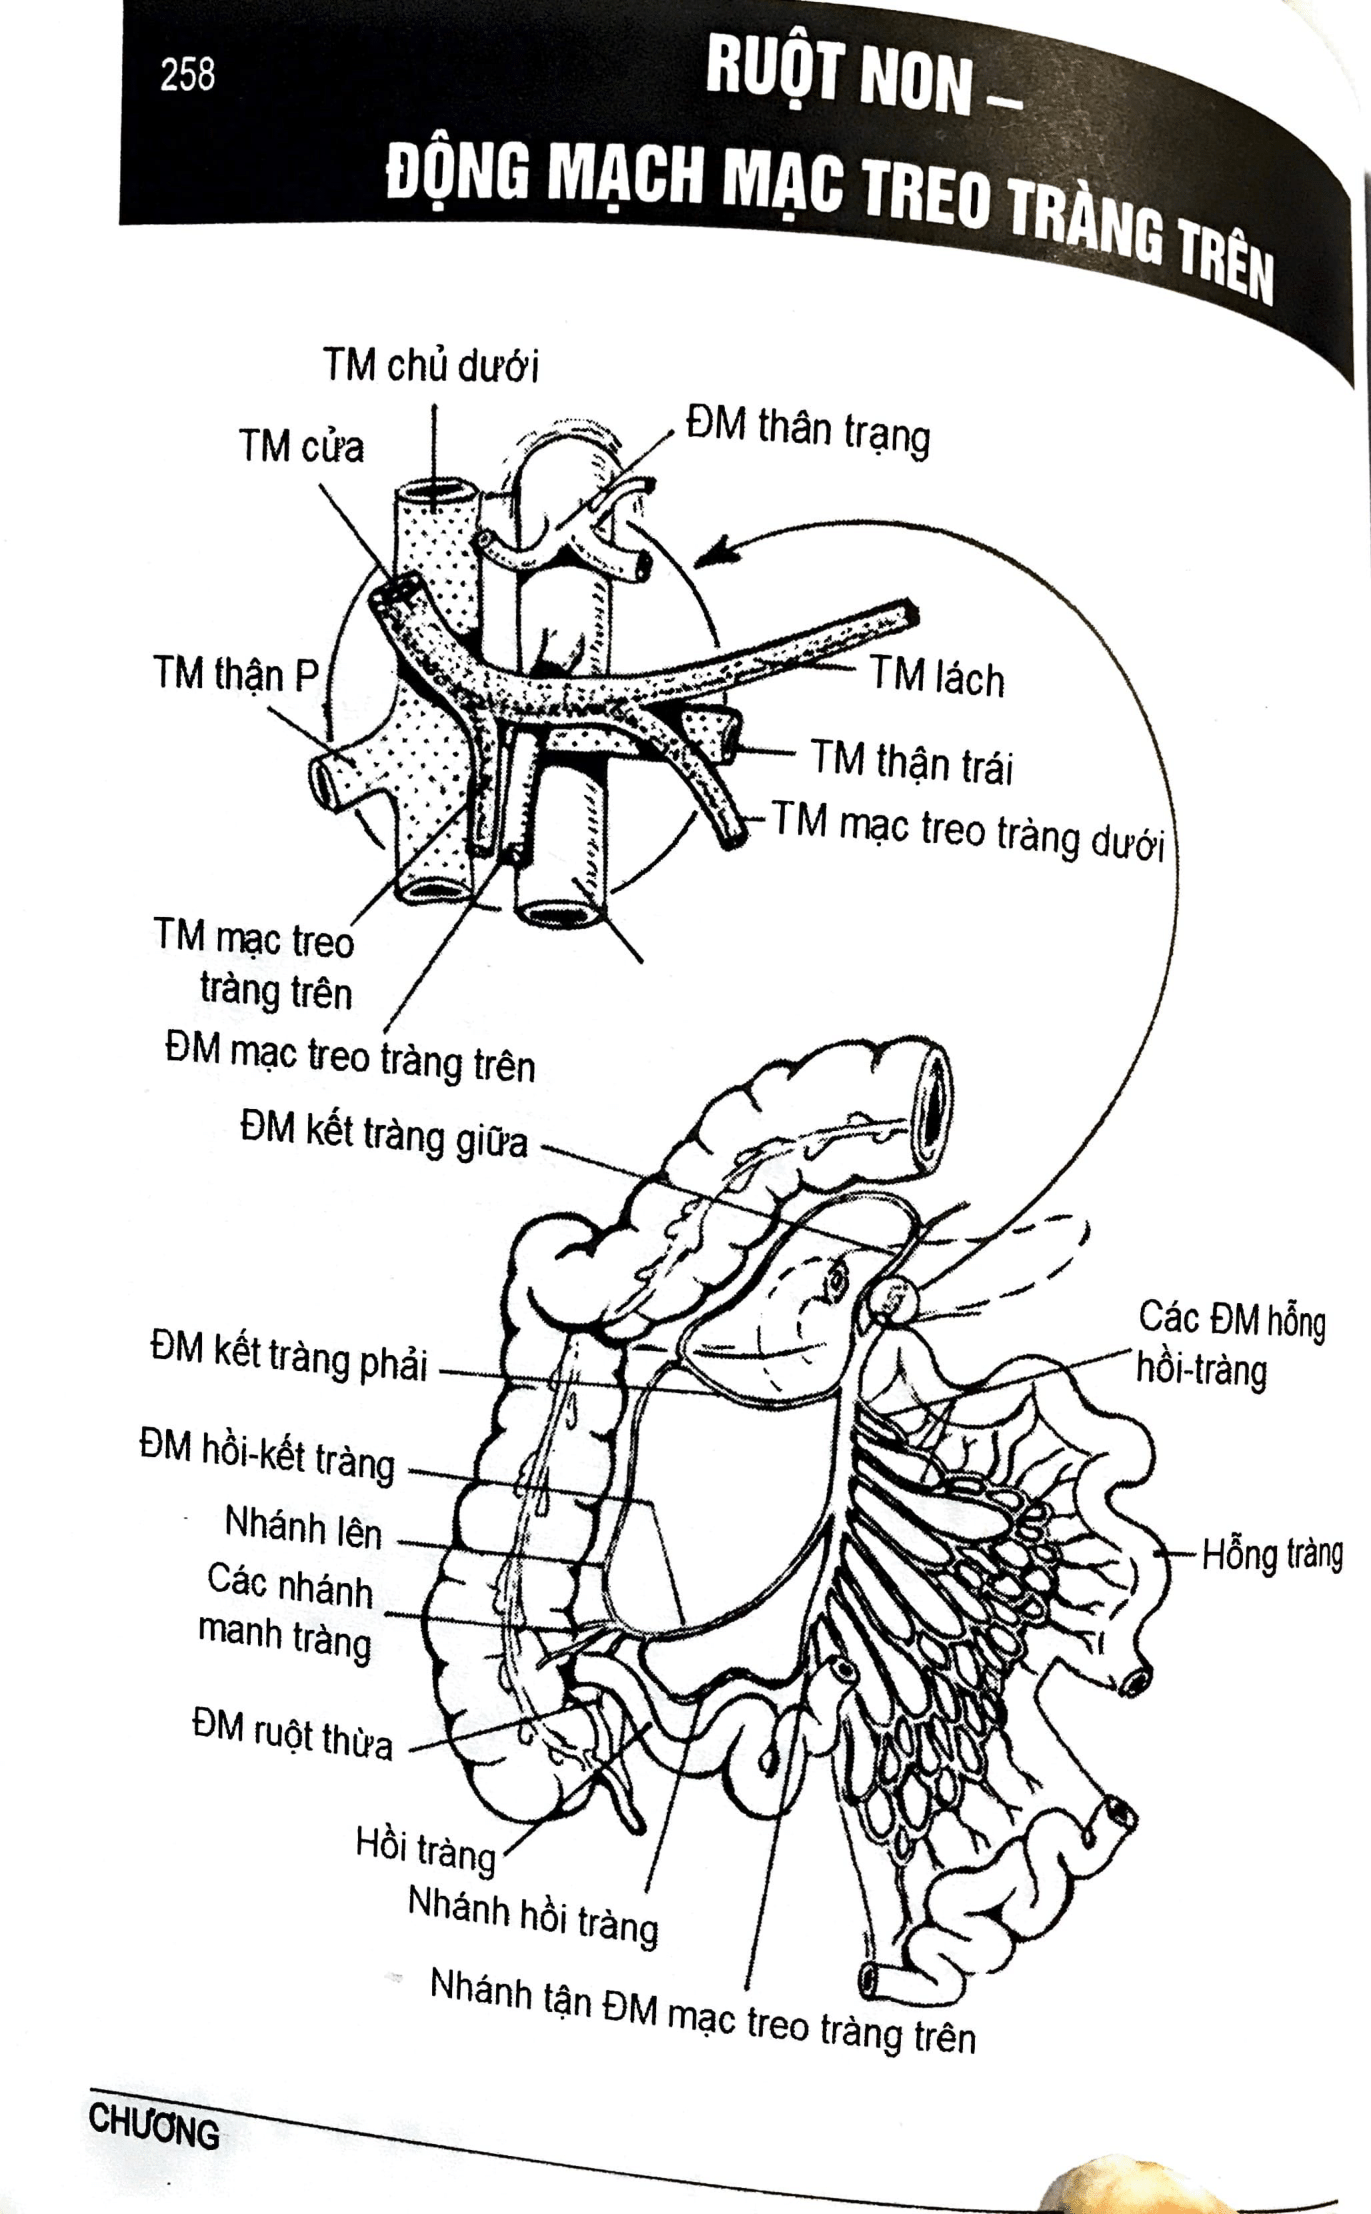 258
RUỘT NON –
ĐỘNG MẠCH MẠC TREO TRÀNG TRÊN
TM chủ dưới
TM cửa
ĐM thân trạng
TM thận P
TM lách
TM thận trái
TM mạc treo tràng dưới
TM mạc treo
tràng trên
ĐM mạc treo tràng trên
ĐM kết tràng giữa
Các ĐM hỗng
hồi-tràng
ĐM kết tràng phải
ĐM hồi-kết tràng
Nhánh lên
Hỗng tràng
Các nhánh
manh tràng
ĐM ruột thừa
Hồi tràng
Nhánh hồi tràng
Nhánh tận ĐM mạc treo tràng trên
CHƯƠNG